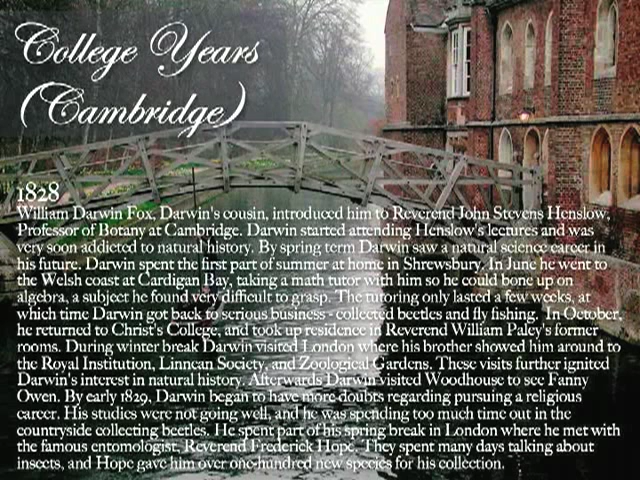 College Years
(Cambridge)
1828
William Darwin Fox, Darwin's cousin, introduced him to Reverend John Stevens Henslow,
Professor of Botany at Cambridge. Darwin started attending Henslow's lectures and was
very soon addicted to natural history. By spring term Darwin saw a natural science career in
his future. Darwin spent the first part of summer at home in Shrewsbury. In June he went to
the Welsh coast at Cardigan Bay, taking a math tutor with him so he could bone up on
algebra, a subject he found very difficult to grasp. The tutoring only lasted a few weeks, at
which time Darwin got back to serious business - collected beetles and fly fishing. In October,
he returned to Christ's College, and took up residence in Reverend William Paley's former
rooms. During winter break Darwin visited London where his brother showed him around to
the Royal Institution, Linnean Society, and Zoological Gardens. These visits further ignited
Darwin's interest in natural history. Afterwards Darwin visited Woodhouse to see Fanny
Owen. By early 1829, Darwin began to have more doubts regarding pursuing a religious
career. His studies were not going well, and he was spending too much time out in the
countryside collecting beetles. He spent part of his spring break in London where he met with
the famous entomologist, Reverend Frederick Hope. They spent many days talking about
insects, and Hope gave him over one-hundred new species for his collection.